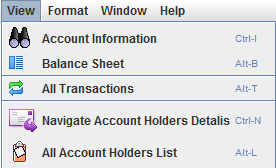 View Format Window Help
Account Information Ctrl-I
Balance Sheet Alt-B
All Transactions Alt-T
Navigate Account Holders Detalis Ctrl-N
All Account Holders List Alt-L